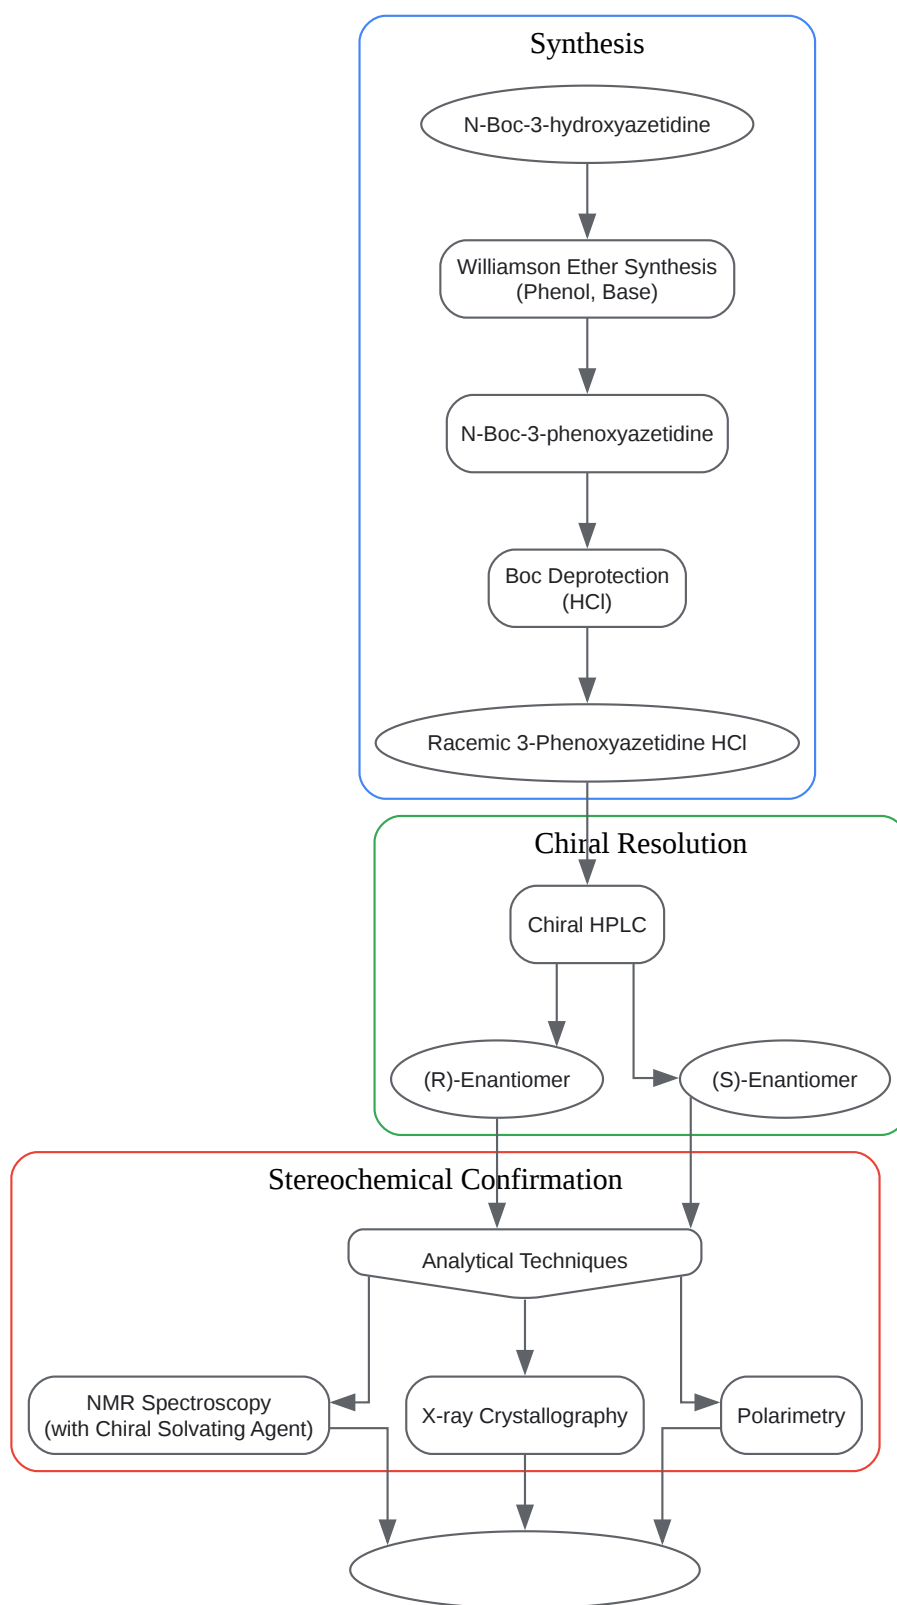 Synthesis
N-Boc-3-hydroxyazetidine
Williamson Ether Synthesis
(Phenol, Base)
N-Boc-3-phenoxyazetidine
Boc Deprotection
(HCl)
Racemic 3-Phenoxyazetidine HCl
Chiral Resolution
Chiral HPLC
(R)-Enantiomer
(S)-Enantiomer
Stereochemical Confirmation
Analytical Techniques
NMR Spectroscopy
(with Chiral Solvating Agent)
X-ray Crystallography
Polarimetry